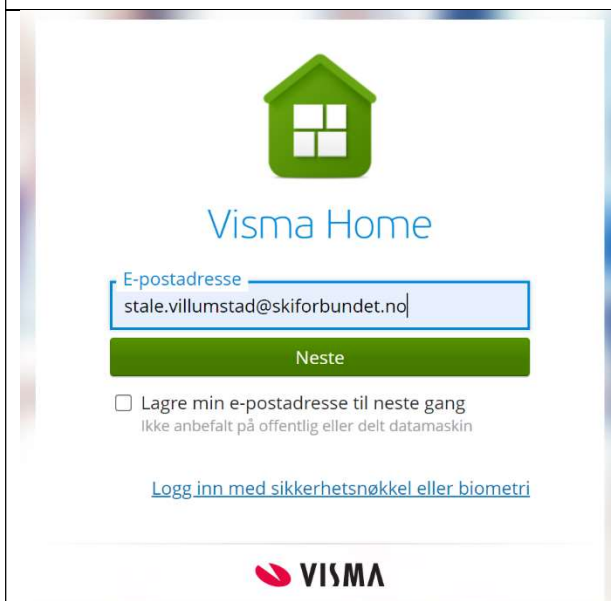 Visma Home
E-postadresse
stale.villumstad@skiforbundet.no
Neste
Lagre min e-postadresse til neste gang
Ikke anbefalt på offentlig eller delt datamaskin
Logg inn med sikkerhetsnøkkel eller biometri
VISMA